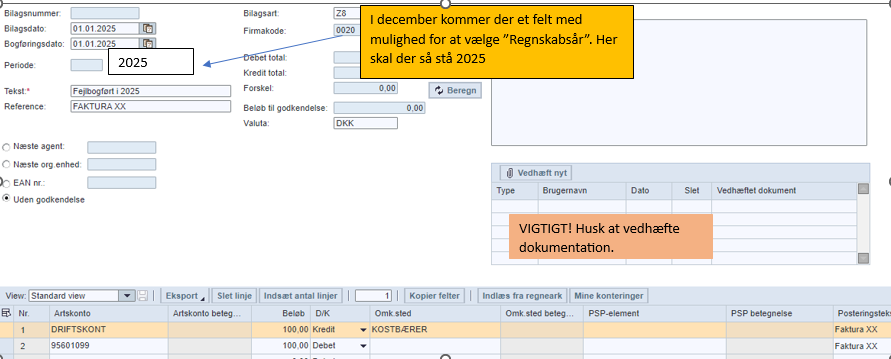 Bilagsnummer:
Bilagsdato: 01.01.2025
Bogføringsdato: 01.01.2025
Periode: 2025
Tekst:* Fejlbogført i 2025
Reference: FAKTURA XX
Bilagsart: Z8
Firmakode: 0020
Debet total:
Kredit total:
Forskel: 0,00 Beregn
Beløb til godkendelse: 0,00
Valuta: DKK
I december kommer der et felt med
mulighed for at vælge ”Regnskabsår”. Her
skal der så stå 2025
Næste agent:
Næste org.enhed:
EAN nr.:
Uden godkendelse
Vedhæft nyt
Type Brugernavn Dato Slet Vedhæftet dokument
VIGTIGT! Husk at vedhæfte
dokumentation.
View: Standard view Eksport Slet linje Indsæt antal linjer 1 Kopier felter Indlæs fra regneark Mine konteringer
Nr. Artskonto Artskonto beteg... Beløb D/K Omk.sted Omk.sted beteg... PSP-element PSP betegnelse Posteringsteks
1 DRIFTSKONT 100,00 Kredit KOSTBÆRER Faktura XX
2 95601099 100,00 Debet Faktura XX